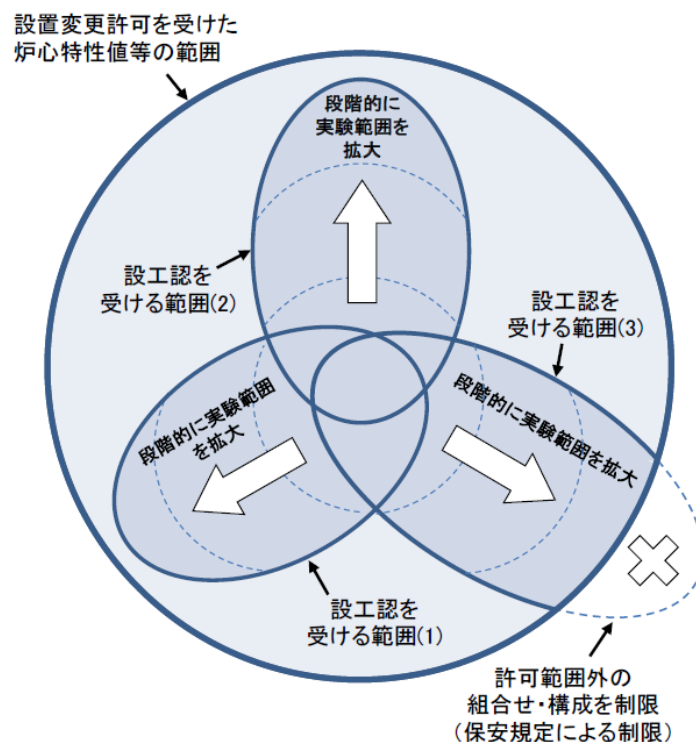 設置変更許可を受けた
炉心特性値等の範囲
段階的に
実験範囲を
拡大
設工認を
受ける範囲(2)
設工認を
受ける範囲(3)
段階的に実験範囲
を拡大
段階的に実験範囲を拡大
設工認を
受ける範囲(1)
許可範囲外の
組合せ・構成を制限
(保安規定による制限)